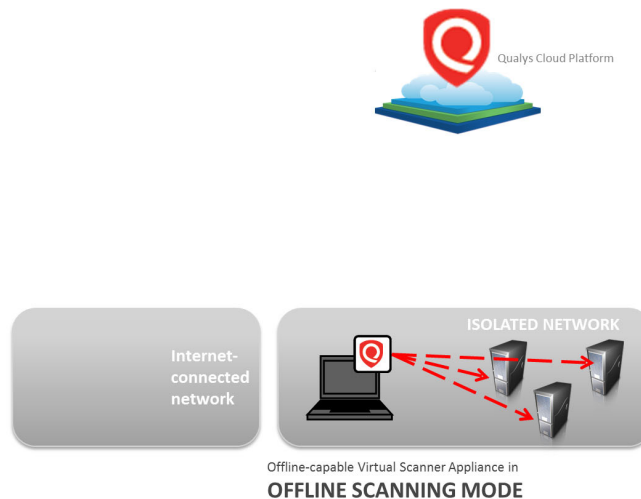 Qualys Cloud Platform
ISOLATED NETWORK
Internet-
connected
network
Offline-capable Virtual Scanner Appliance in
OFFLINE SCANNING MODE